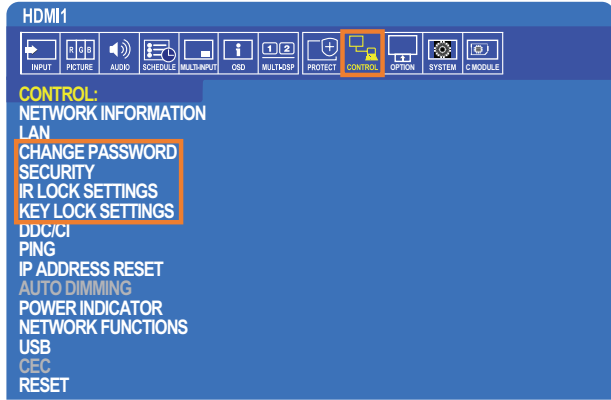 HDMI1
R G B 1 2
INPUT PICTURE AUDIO SCHEDULE MULTI-INPUT OSD MULTI-DSP PROTECT CONTROL OPTION SYSTEM C MODULE
CONTROL:
NETWORK INFORMATION
LAN
CHANGE PASSWORD
SECURITY
IR LOCK SETTINGS
KEY LOCK SETTINGS
DDC/CI
PING
IP ADDRESS RESET
AUTO DIMMING
POWER INDICATOR
NETWORK FUNCTIONS
USB
CEC
RESET